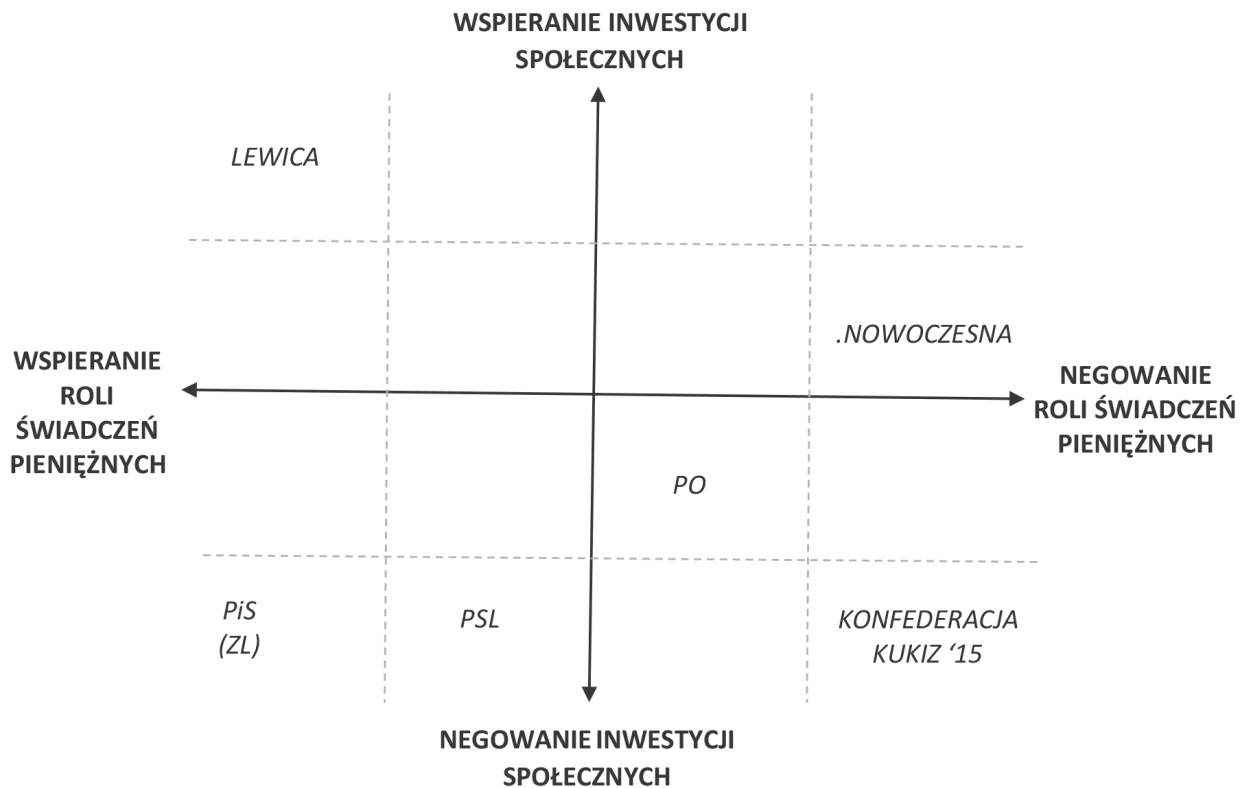 WSPIERANIE INWESTYCJI
SPOŁECZNYCH
LEWICA
.NOWOCZESNA
WSPIERANIE
ROLI
ŚWIADCZEŃ
PIENIĘŻNYCH
NEGOWANIE
ROLI ŚWIADCZEŃ
PIENIĘŻNYCH
PO
PiS
(ZL)
PSL
KONFEDERACJA
KUKIZ ‘15
NEGOWANIE INWESTYCJI
SPOŁECZNYCH